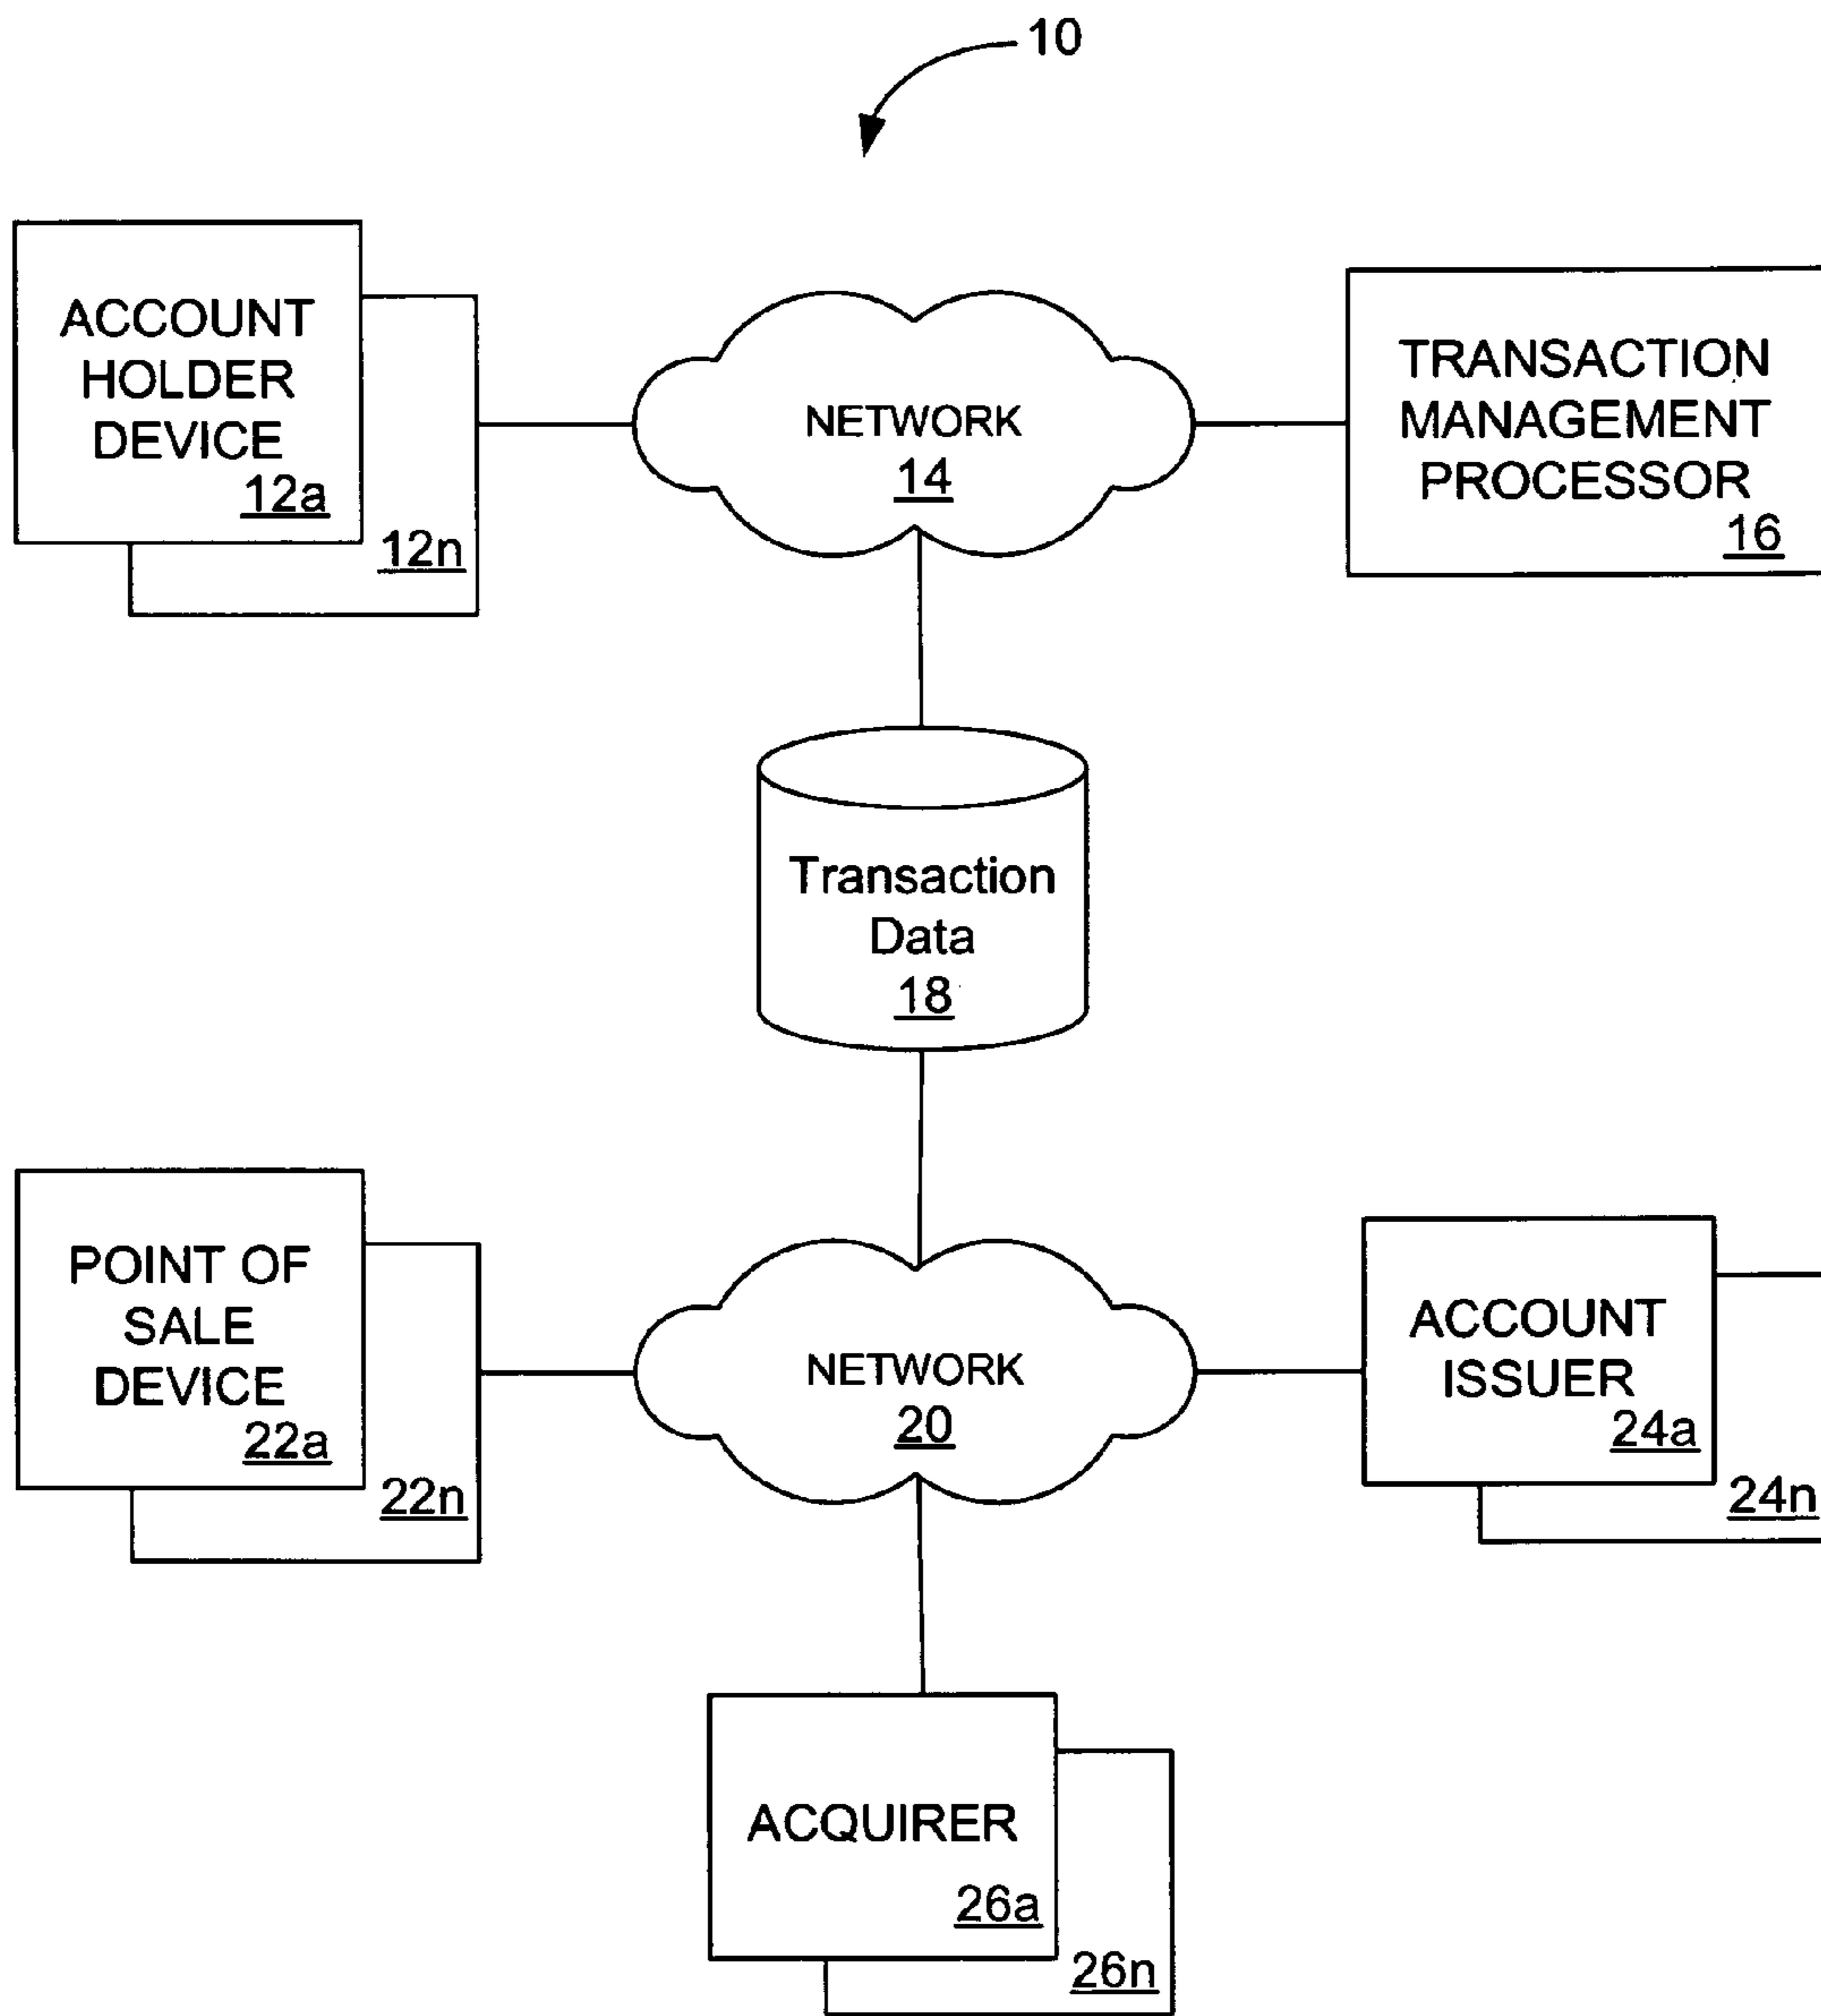 10
ACCOUNT
HOLDER
DEVICE
12a
12n
NETWORK
14
TRANSACTION
MANAGEMENT
PROCESSOR
16
Transaction
Data
18
POINT OF
SALE
DEVICE
22a
22n
NETWORK
20
ACCOUNT
ISSUER
24a
24n
ACQUIRER
26a
26n